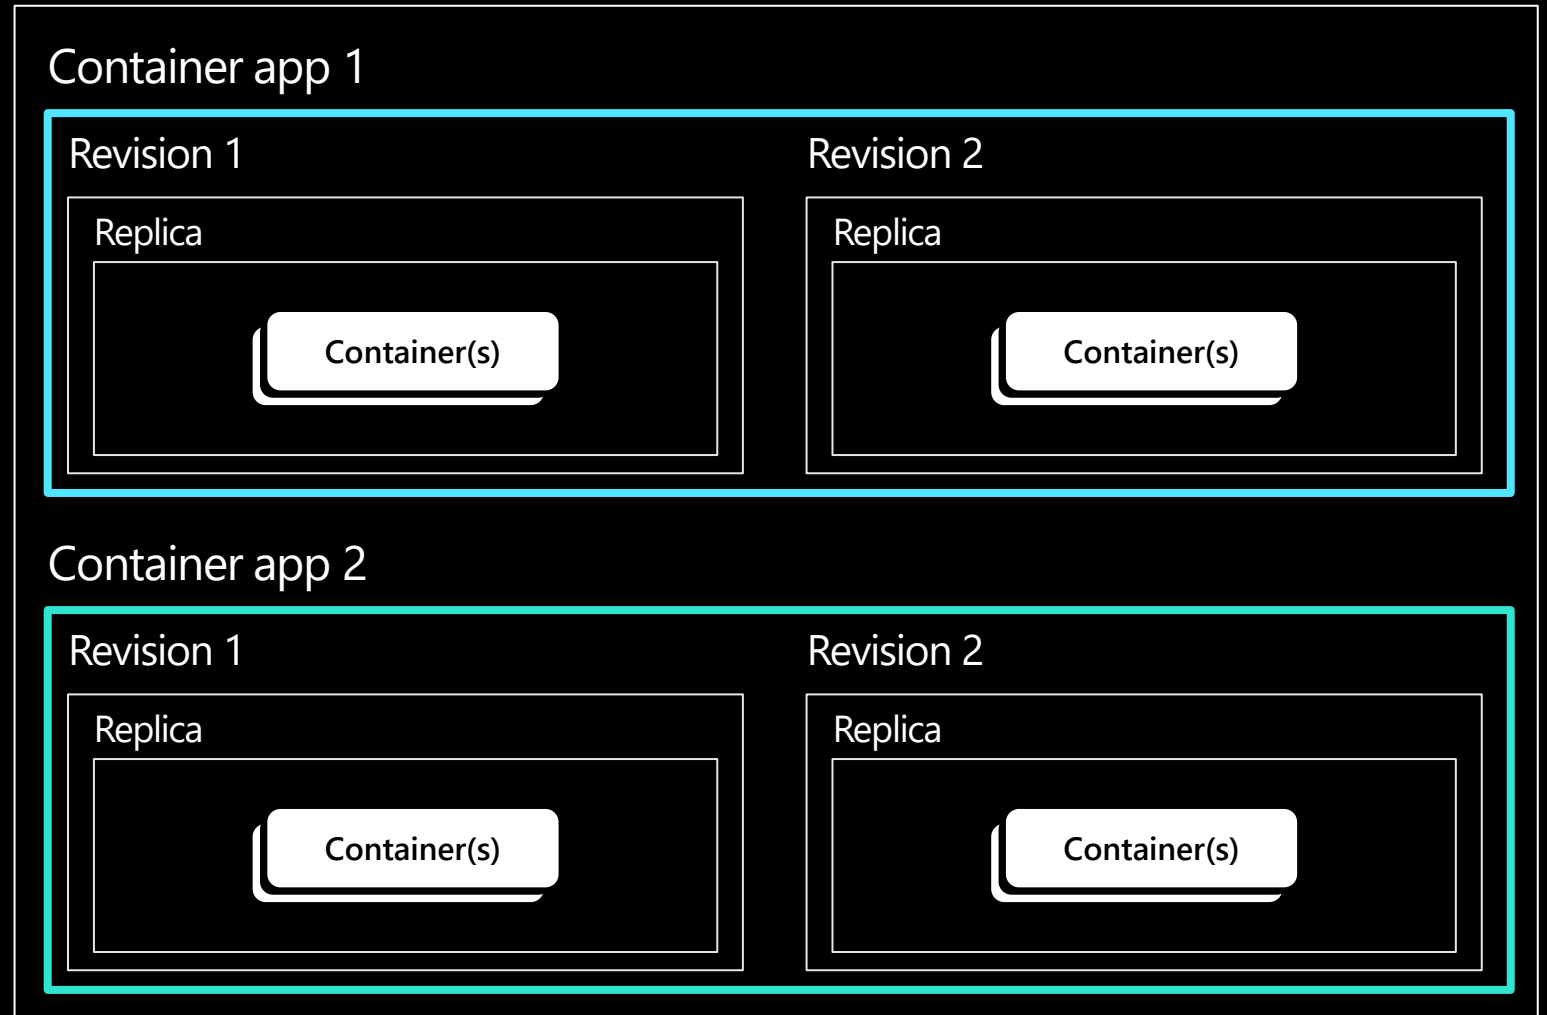 Container app 1
Revision 1
Revision 2
Replica
Replica
Container(s)
Container(s)
Container app 2
Revision 1
Revision 2
Replica
Replica
Container(s)
Container(s)